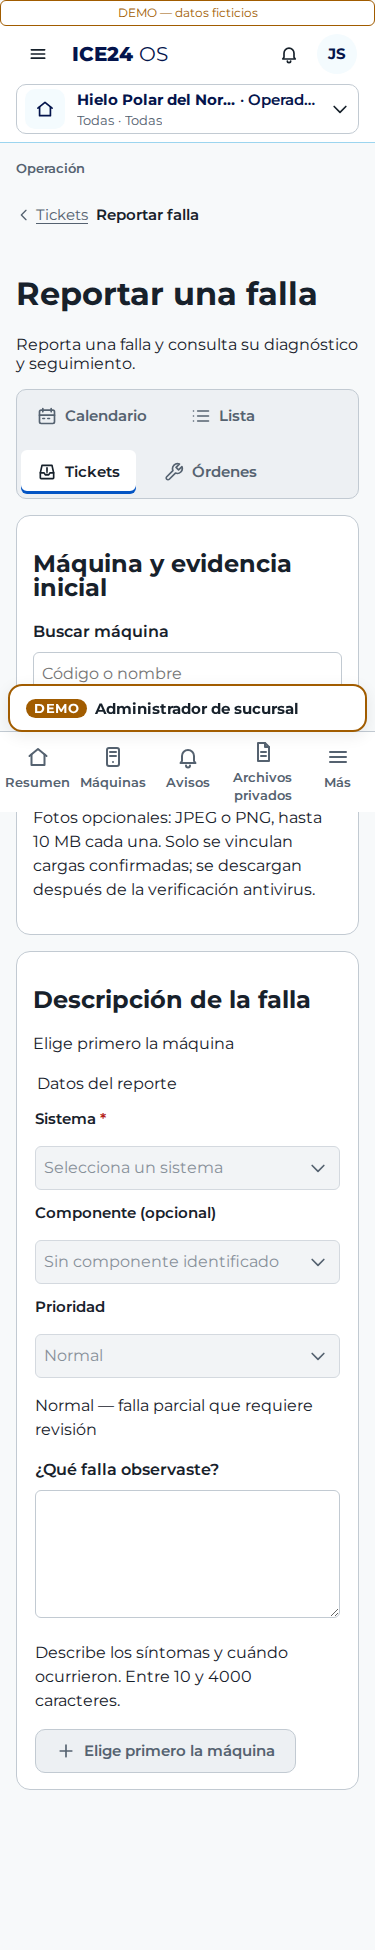 DEMO — datos ficticios
ICE24 OS
JS
Hielo Polar del Nor... · Operad...
Todas · Todas
Operación
Tickets Reportar falla
Reportar una falla
Reporta una falla y consulta su diagnóstico
y seguimiento.
Calendario Lista
Tickets Órdenes
Máquina y evidencia
inicial
Buscar máquina
Código o nombre
DEMO Administrador de sucursal
Resumen Máquinas Avisos Archivos
privados Más
Fotos opcionales: JPEG o PNG, hasta
10 MB cada una. Solo se vinculan
cargas confirmadas; se descargan
después de la verificación antivirus.
Descripción de la falla
Elige primero la máquina
Datos del reporte
Sistema *
Selecciona un sistema
Componente (opcional)
Sin componente identificado
Prioridad
Normal
Normal — falla parcial que requiere
revisión
¿Qué falla observaste?
Describe los síntomas y cuándo
ocurrieron. Entre 10 y 4000
caracteres.
Elige primero la máquina